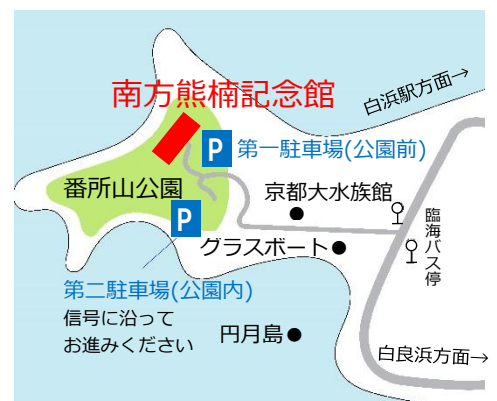 南方熊楠記念館
白浜駅方面→
P 第一駐車場(公園前)
番所山公園
京都大水族館
P
グラスボート
臨海バス停
第二駐車場(公園内)
信号に沿って
お進みください
円月島
白良浜方面→